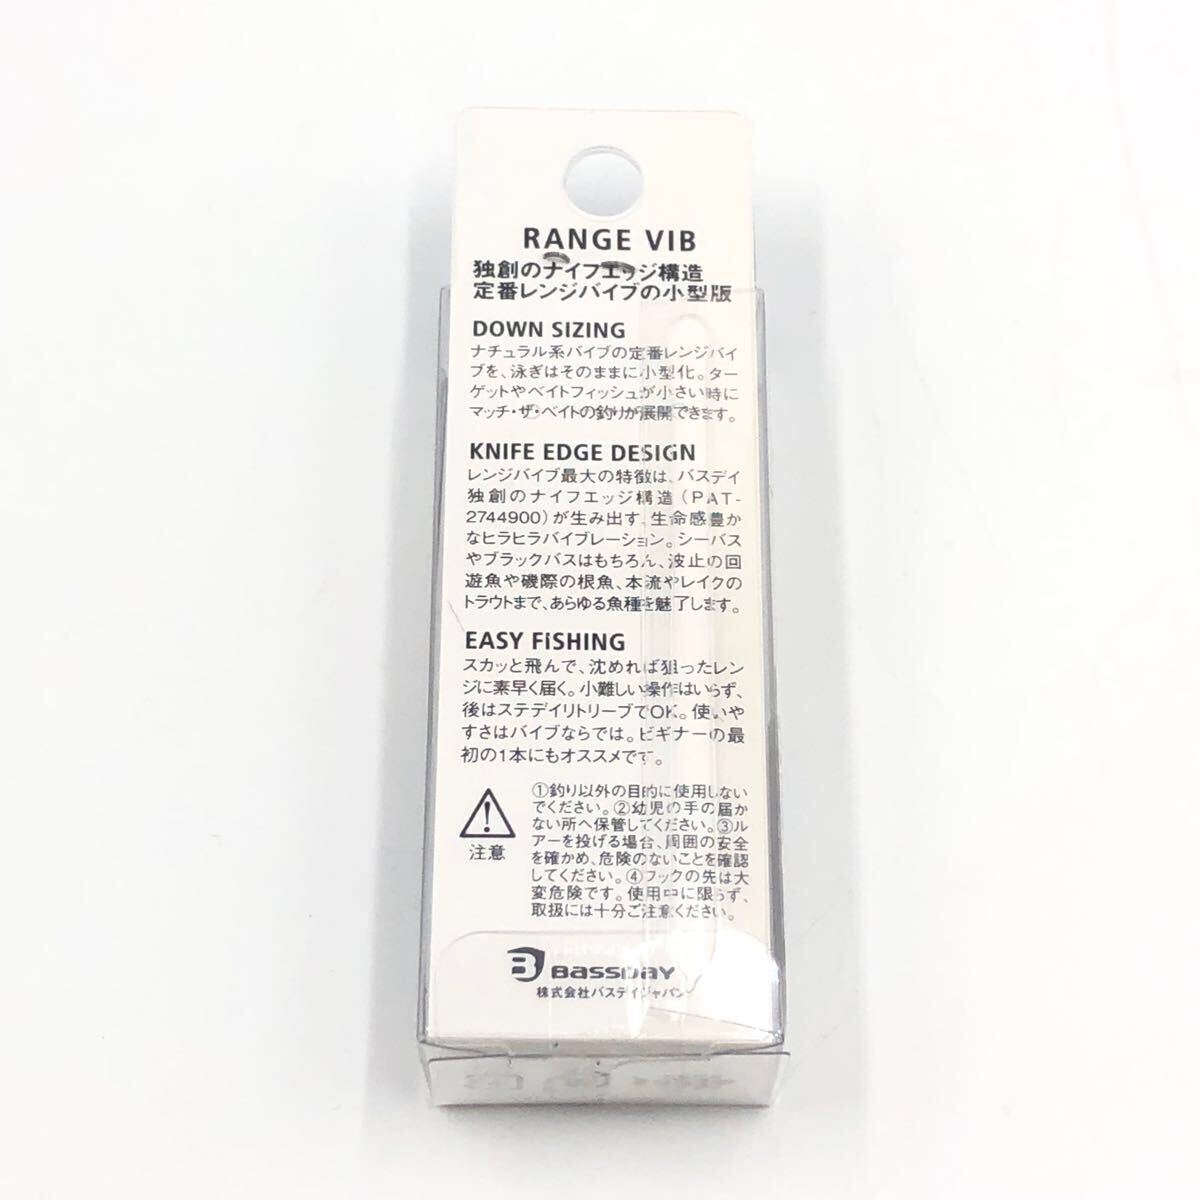 RANGE VIB
独創のナイフエッジ構造
定番レンジバイブの小型版
DOWN SIZING
ナチュラル系バイブの定番レンジバイ
ブを、泳ぎはそのままに小型化。ター
ゲットやベイトフィッシュが小さい時に
マッチ・ザ・ベイトの釣りが展開できます。
KNIFE EDGE DESIGN
レンジバイブ最大の特徴は、バスデイ
独創のナイフエッジ構造(PAT-
2744900)が生み出す、生命感豊か
なヒラヒラバイブレーション。シーバス
やブラックバスはもちろん、波止の回
遊魚や磯際の根魚、本流やレイクの
トラウトまで、あらゆる魚種を魅了します。
EASY FiSHING
スカッと飛んで、沈めれば狙ったレン
ジに素早く届く。小難しい操作はいらず、
後はステディリトリーブでOK。使いや
すさはバイブならでは。ビギナーの最
初の1本にもオススメです。
①釣り以外の目的に使用しない
でください。②幼児の手の届か
ない所へ保管してください。③ル
アーを投げる場合、周囲の安全
を確かめ、危険のないことを確認
してください。④フックの先は大
変危険です。使用中に限らず、
取扱には十分ご注意ください。
注意
BASSDAY
株式会社バスデイジャパン